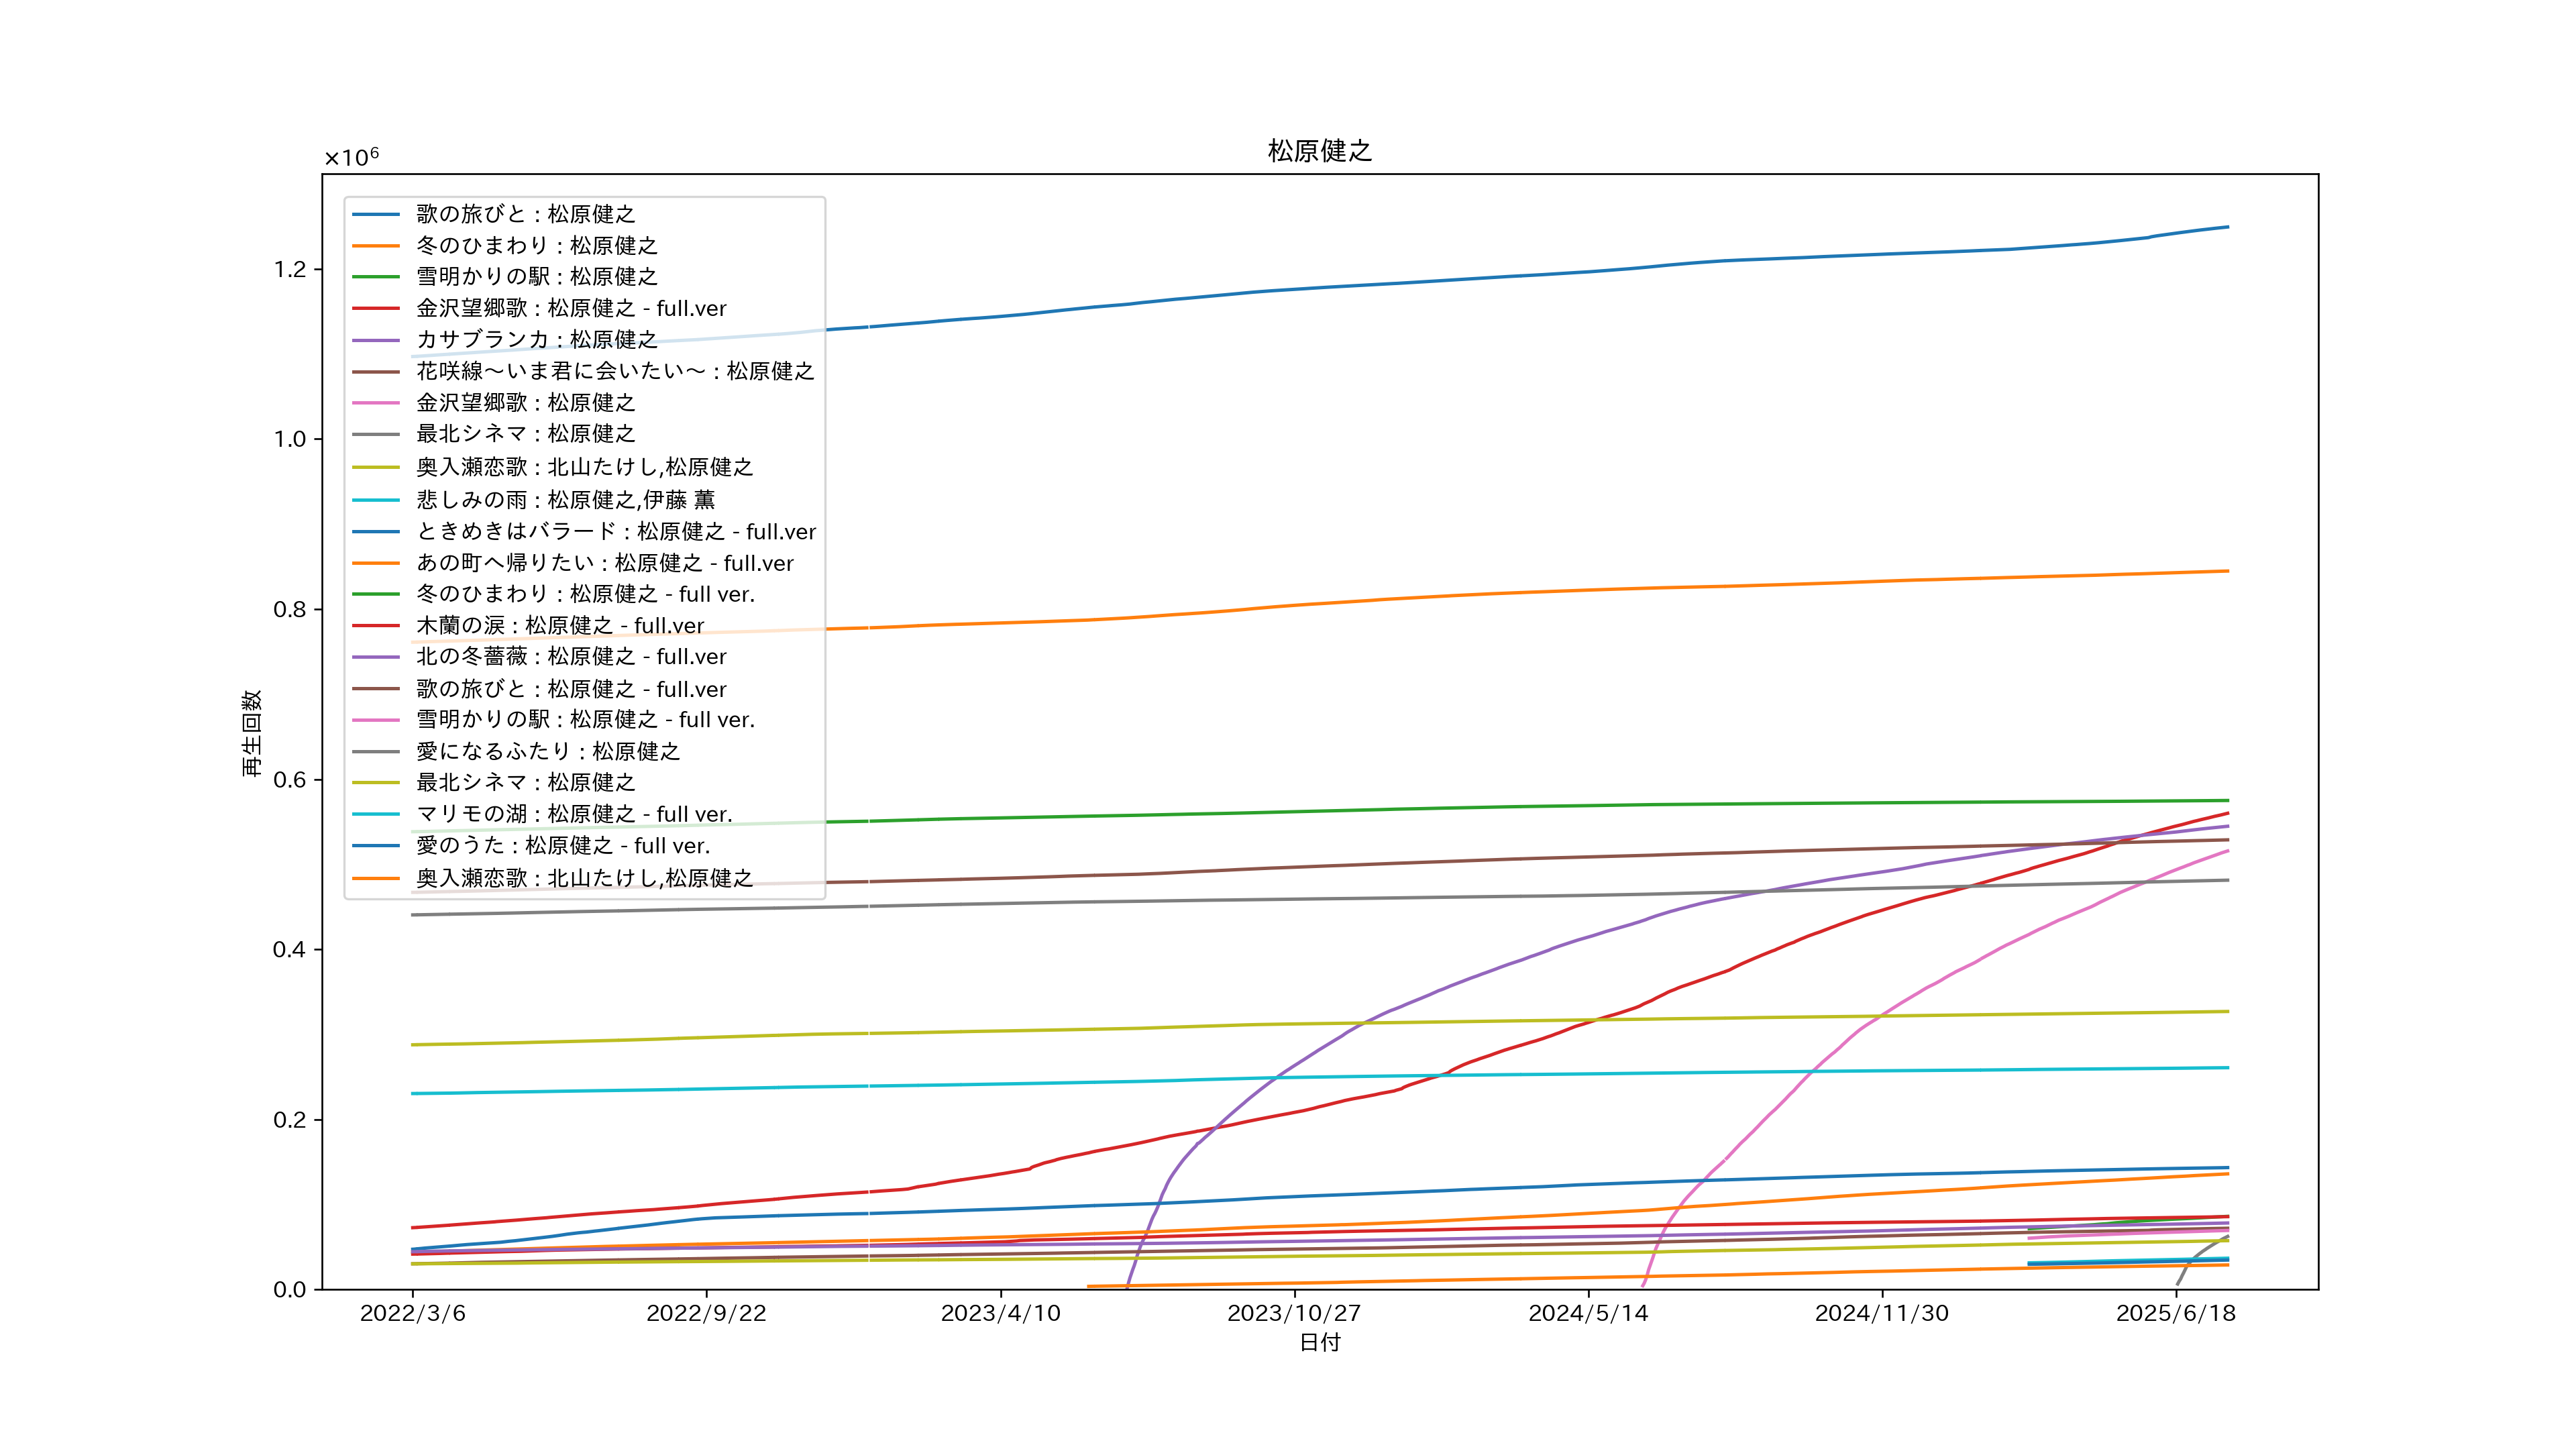 松原健之
×10⁶
歌の旅びと : 松原健之
冬のひまわり : 松原健之
雪明かりの駅 : 松原健之
金沢望郷歌 : 松原健之 - full.ver
カサブランカ : 松原健之
花咲線～いま君に会いたい～ : 松原健之
金沢望郷歌 : 松原健之
最北シネマ : 松原健之
奥入瀬恋歌 : 北山たけし,松原健之
悲しみの雨 : 松原健之,伊藤 薫
ときめきはバラード : 松原健之 - full.ver
あの町へ帰りたい : 松原健之 - full.ver
冬のひまわり : 松原健之 - full ver.
木蘭の涙 : 松原健之 - full.ver
北の冬薔薇 : 松原健之 - full.ver
歌の旅びと : 松原健之 - full.ver
雪明かりの駅 : 松原健之 - full ver.
愛になるふたり : 松原健之
最北シネマ : 松原健之
マリモの湖 : 松原健之 - full ver.
愛のうた : 松原健之 - full ver.
奥入瀬恋歌 : 北山たけし,松原健之
1.2
1.0
0.8
0.6
0.4
0.2
0.0
再生回数
2022/3/6
2022/9/22
2023/4/10
2023/10/27
2024/5/14
2024/11/30
2025/6/18
日付